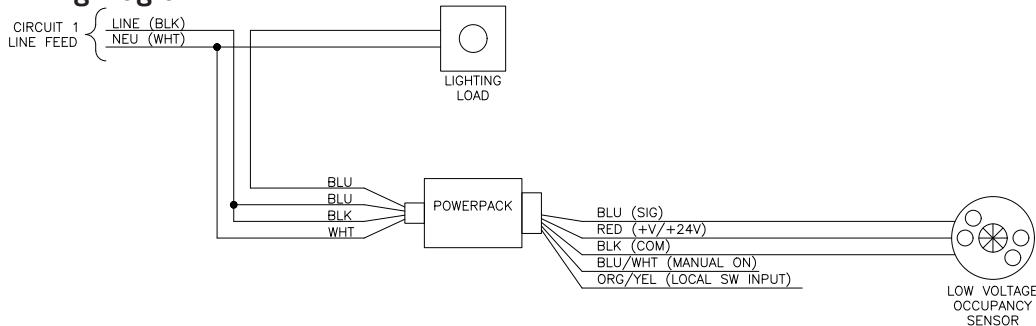 CIRCUIT 1
LINE FEED
LINE (BLK)
NEU (WHT)
LIGHTING
LOAD
BLU
BLU
BLK
WHT
POWERPACK
BLU (SIG)
RED (+V/+24V)
BLK (COM)
BLU/WHT (MANUAL ON)
ORG/YEL (LOCAL SW INPUT)
LOW VOLTAGE
OCCUPANCY
SENSOR